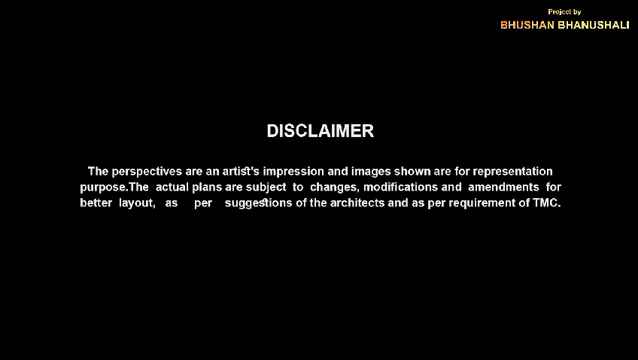 Project by
BHUSHAN BHANUSHALI
DISCLAIMER
The perspectives are an artist's impression and images shown are for representation
purpose.The actual plans are subject to changes, modifications and amendments for
better layout, as per suggestions of the architects and as per requirement of TMC.